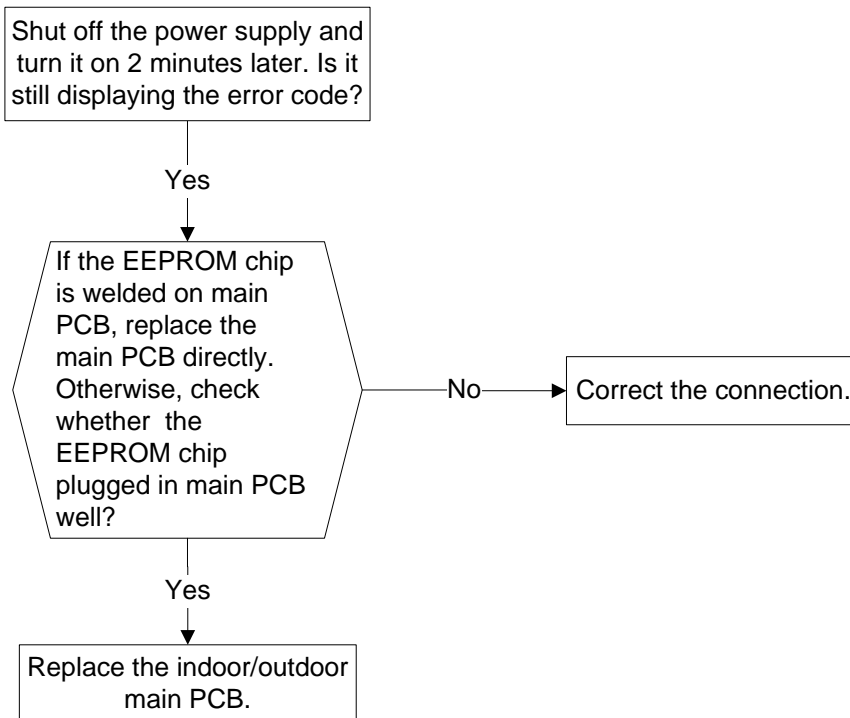 Shut off the power supply and
turn it on 2 minutes later. Is it
still displaying the error code?
Yes
If the EEPROM chip
is welded on main
PCB, replace the
main PCB directly.
Otherwise, check
whether the
EEPROM chip
plugged in main PCB
well?
No
Correct the connection.
Yes
Replace the indoor/outdoor
main PCB.